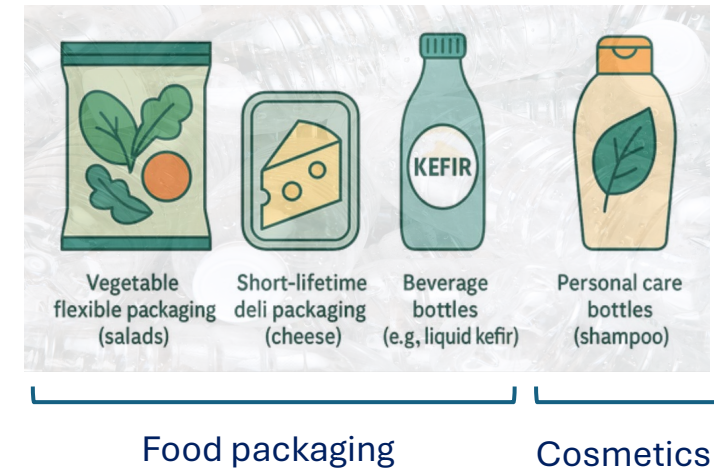 KEFIR
Vegetable
flexible packaging
(salads)
Short-lifetime
deli packaging
(cheese)
Beverage
bottles
(e.g, liquid kefir)
Personal care
bottles
(shampoo)
Food packaging
Cosmetics